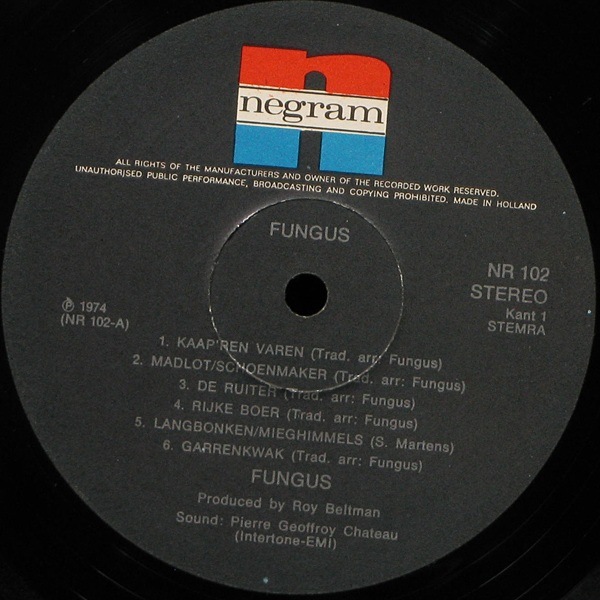 negram
ALL RIGHTS OF THE MANUFACTURERS AND OWNER OF THE RECORDED WORK RESERVED.
UNAUTHORISED PUBLIC PERFORMANCE, BROADCASTING AND COPYING PROHIBITED. MADE IN HOLLAND
FUNGUS
NR 102
STEREO
Kant 1
STEMRA
℗ 1974
(NR 102-A)
1. KAAP'REN VAREN (Trad. arr: Fungus)
2. MADLOT/SCHOENMAKER (Trad. arr: Fungus)
3. DE RUITER (Trad. arr: Fungus)
4. RIJKE BOER (Trad. arr: Fungus)
5. LANGBONKEN/MIEGHIMMELS (S. Martens)
6. GARRENKWAK (Trad. arr: Fungus)
FUNGUS
Produced by Roy Beltman
Sound: Pierre Geoffroy Chateau
(Intertone-EMI)